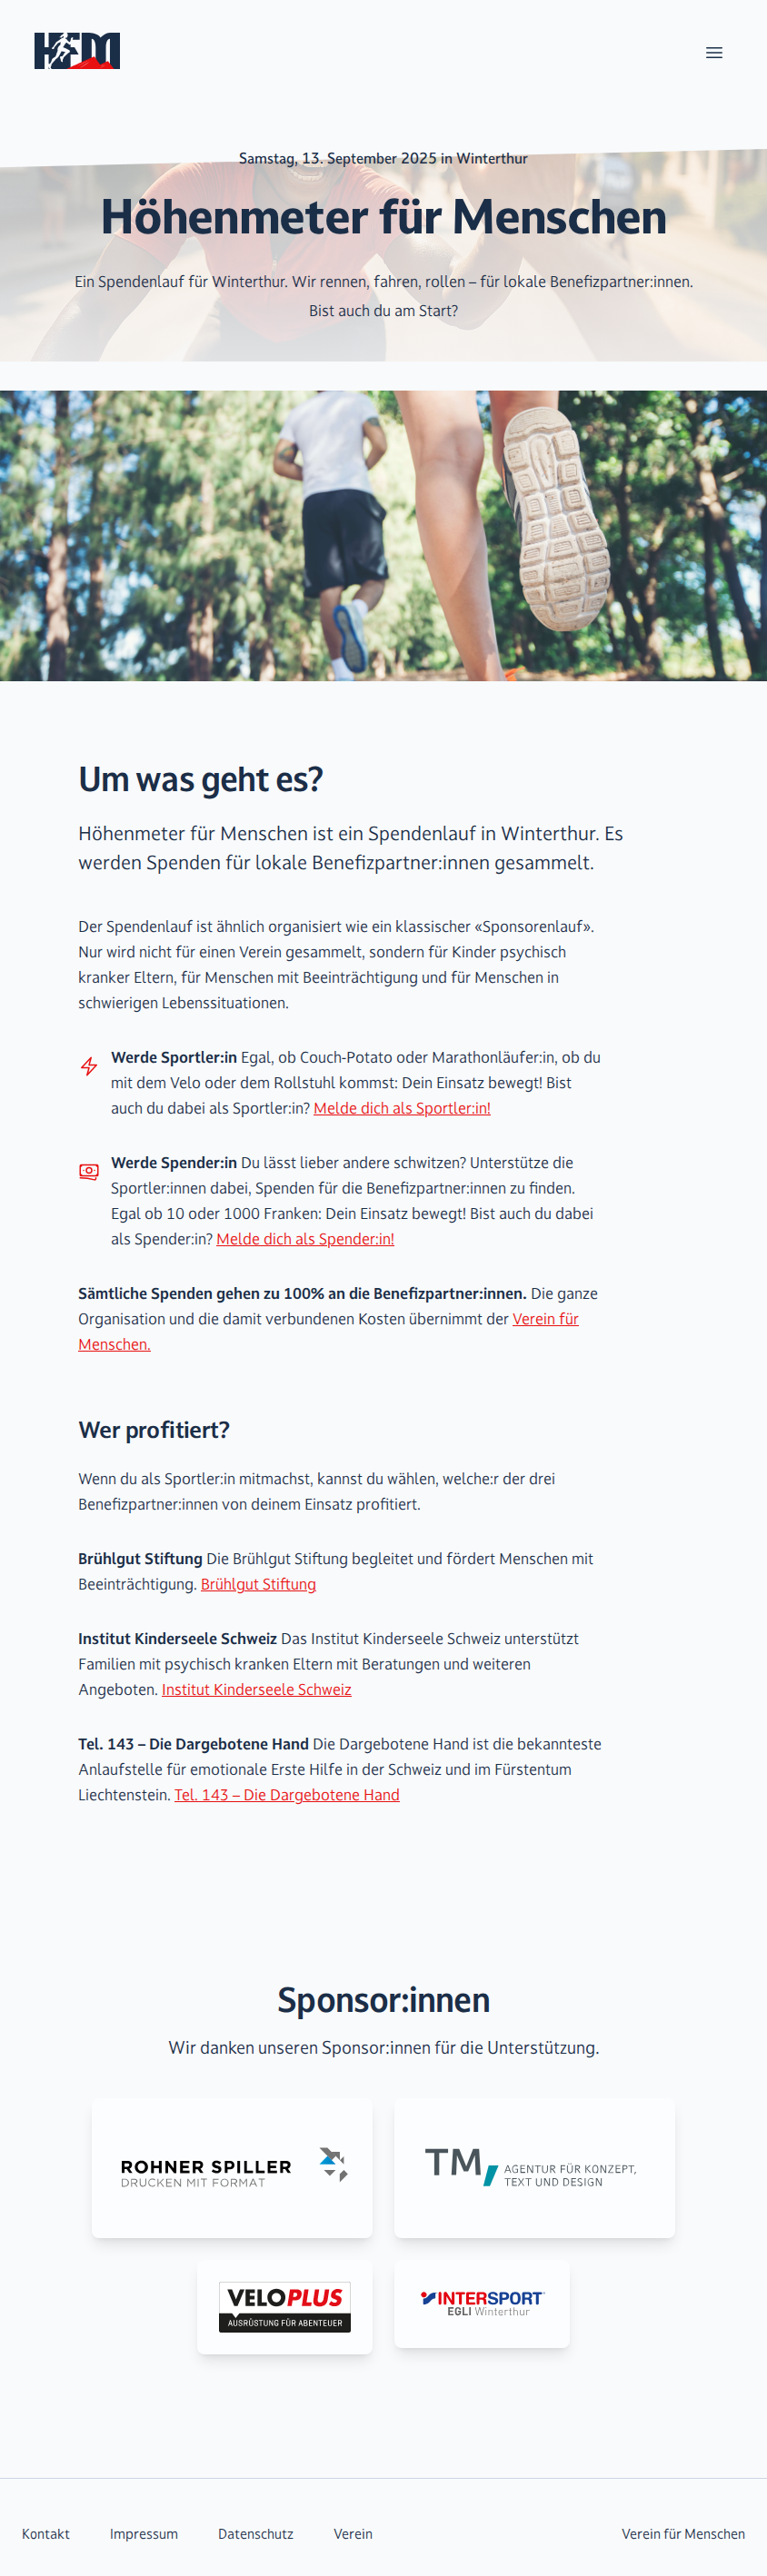 HFM
Samstag, 13. September 2025 in Winterthur
Höhenmeter für Menschen
Ein Spendenlauf für Winterthur. Wir rennen, fahren, rollen – für lokale Benefizpartner:innen.
Bist auch du am Start?
Um was geht es?
Höhenmeter für Menschen ist ein Spendenlauf in Winterthur. Es
werden Spenden für lokale Benefizpartner:innen gesammelt.
Der Spendenlauf ist ähnlich organisiert wie ein klassischer «Sponsorenlauf».
Nur wird nicht für einen Verein gesammelt, sondern für Kinder psychisch
kranker Eltern, für Menschen mit Beeinträchtigung und für Menschen in
schwierigen Lebenssituationen.
Werde Sportler:in Egal, ob Couch-Potato oder Marathonläufer:in, ob du
mit dem Velo oder dem Rollstuhl kommst: Dein Einsatz bewegt! Bist
auch du dabei als Sportler:in? Melde dich als Sportler:in!
Werde Spender:in Du lässt lieber andere schwitzen? Unterstütze die
Sportler:innen dabei, Spenden für die Benefizpartner:innen zu finden.
Egal ob 10 oder 1000 Franken: Dein Einsatz bewegt! Bist auch du dabei
als Spender:in? Melde dich als Spender:in!
Sämtliche Spenden gehen zu 100% an die Benefizpartner:innen. Die ganze
Organisation und die damit verbundenen Kosten übernimmt der Verein für
Menschen.
Wer profitiert?
Wenn du als Sportler:in mitmachst, kannst du wählen, welche:r der drei
Benefizpartner:innen von deinem Einsatz profitiert.
Brühlgut Stiftung Die Brühlgut Stiftung begleitet und fördert Menschen mit
Beeinträchtigung. Brühlgut Stiftung
Institut Kinderseele Schweiz Das Institut Kinderseele Schweiz unterstützt
Familien mit psychisch kranken Eltern mit Beratungen und weiteren
Angeboten. Institut Kinderseele Schweiz
Tel. 143 – Die Dargebotene Hand Die Dargebotene Hand ist die bekannteste
Anlaufstelle für emotionale Erste Hilfe in der Schweiz und im Fürstentum
Liechtenstein. Tel. 143 – Die Dargebotene Hand
Sponsor:innen
Wir danken unseren Sponsor:innen für die Unterstützung.
ROHNER SPILLER
DRUCKEN MIT FORMAT
TM, AGENTUR FÜR KONZEPT,
TEXT UND DESIGN
VELOPLUS
AUSRÜSTUNG FÜR ABENTEUER
INTERSPORT
EGLI Winterthur
Kontakt Impressum Datenschutz Verein Verein für Menschen